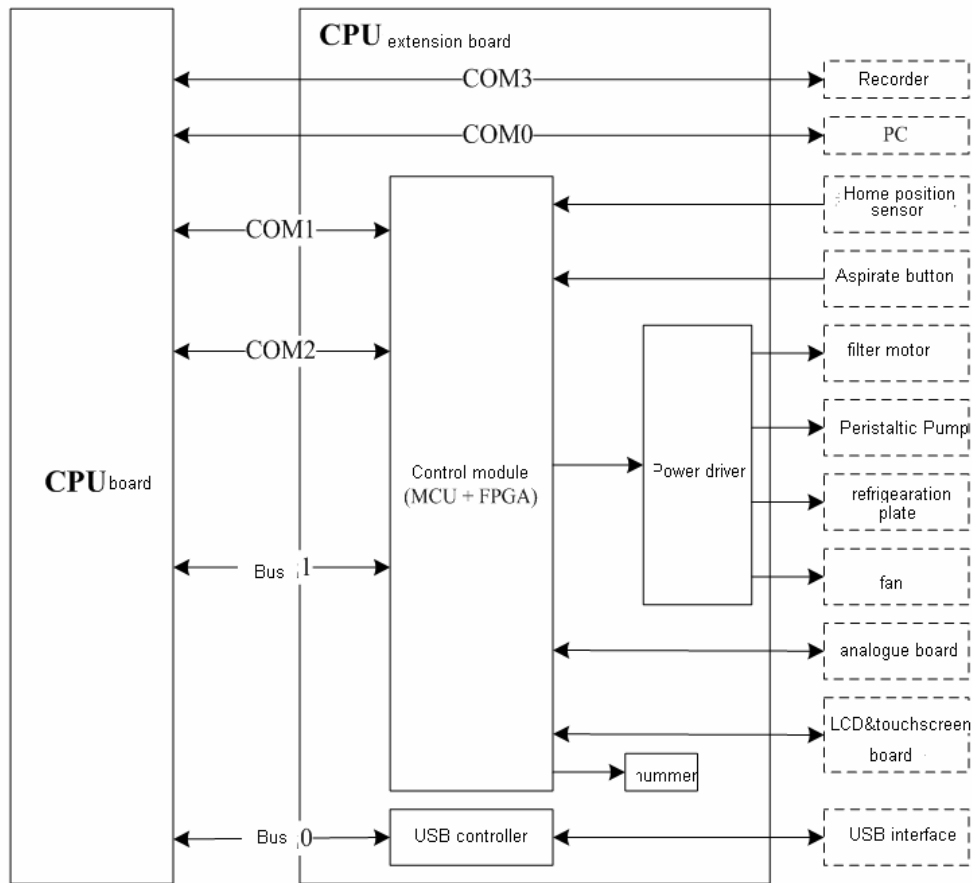 CPU extension board
COM3
Recorder
COM0
PC
Home position
sensor
COM1
Aspirate button
COM2
filter motor
Peristaltic Pump
CPU board
Control module
(MCU + FPGA)
Power driver
refrigearation
plate
Bus 1
fan
analogue board
LCD&touchscreen
board
Bus 0
USB controller
USB interface